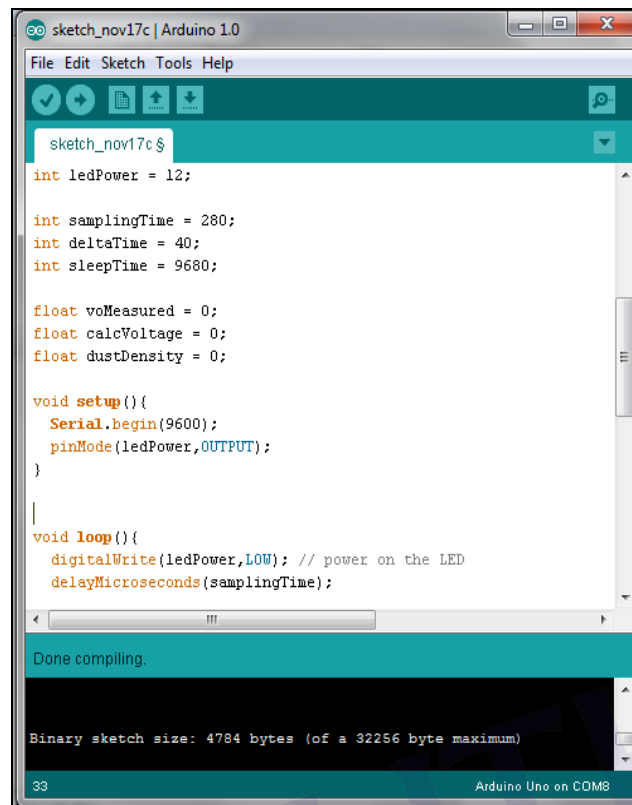 sketch_nov17c | Arduino 1.0
File Edit Sketch Tools Help
sketch_nov17c §
int ledPower = 12;
int samplingTime = 280;
int deltaTime = 40;
int sleepTime = 9680;
float voMeasured = 0;
float calcVoltage = 0;
float dustDensity = 0;
void setup(){
Serial.begin(9600);
pinMode(ledPower,OUTPUT);
}
void loop(){
digitalWrite(ledPower,LOW); // power on the LED
delayMicroseconds(samplingTime);
Done compiling.
Binary sketch size: 4784 bytes (of a 32256 byte maximum)
33 Arduino Uno on COM8